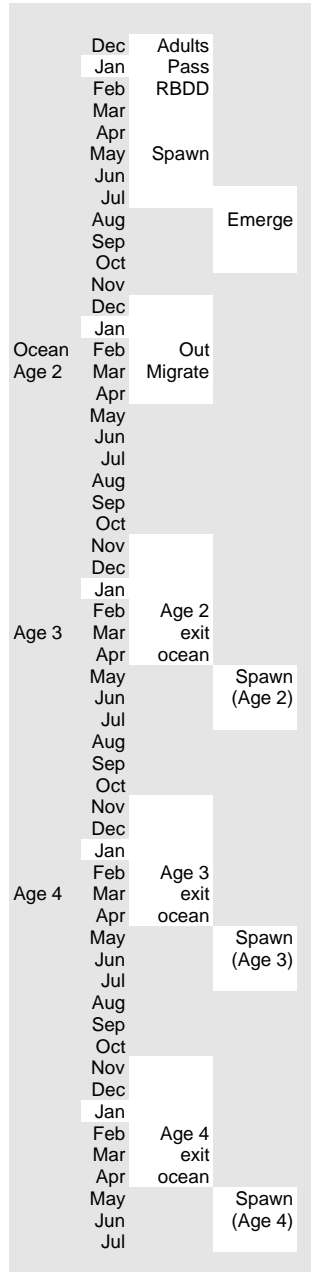 Dec Adults
Jan Pass
Feb RBDD
Mar
Apr
May Spawn
Jun
Jul
Aug Emerge
Sep
Oct
Nov
Dec
Jan
Ocean Feb Out
Age 2 Mar Migrate
Apr
May
Jun
Jul
Aug
Sep
Oct
Nov
Dec
Jan
Feb Age 2
Age 3 Mar exit
Apr ocean
May Spawn
Jun (Age 2)
Jul
Aug
Sep
Oct
Nov
Dec
Jan
Feb Age 3
Age 4 Mar exit
Apr ocean
May Spawn
Jun (Age 3)
Jul
Aug
Sep
Oct
Nov
Dec
Jan
Feb Age 4
Mar exit
Apr ocean
May Spawn
Jun (Age 4)
Jul